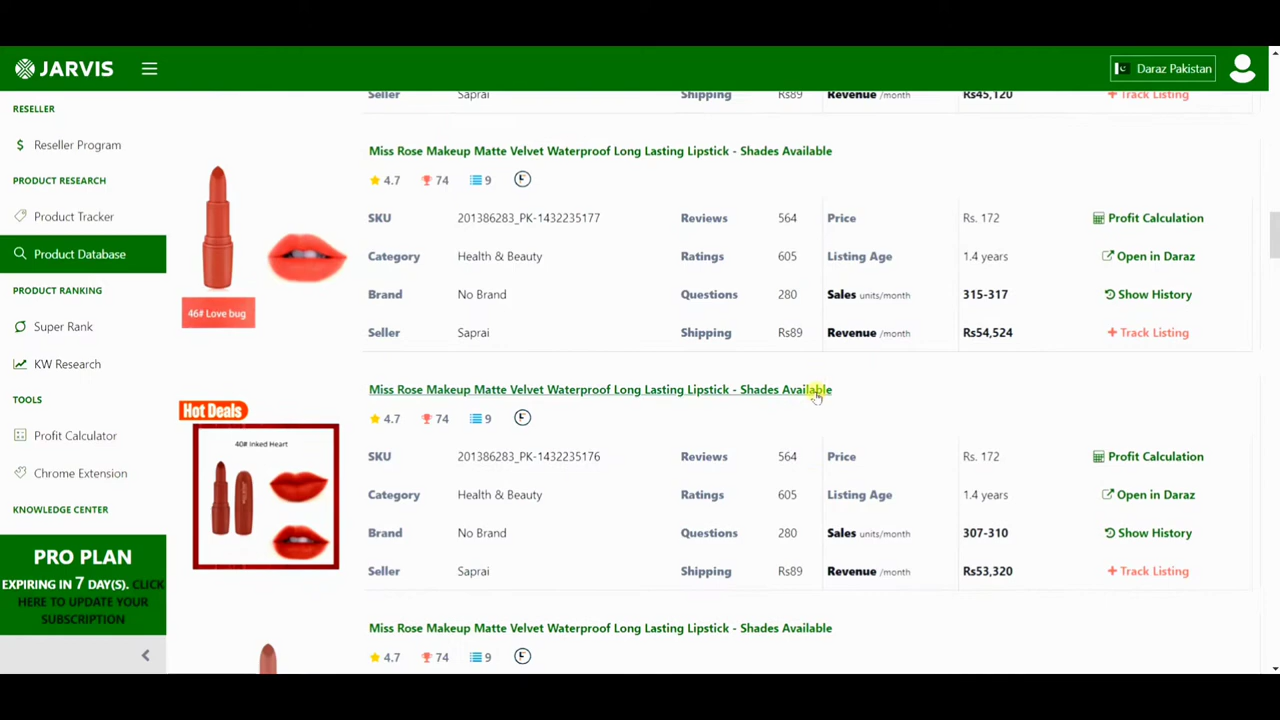 JARVIS
Daraz Pakistan
RESELLER
Reseller Program
PRODUCT RESEARCH
Product Tracker
Product Database
PRODUCT RANKING
Super Rank
KW Research
TOOLS
Profit Calculator
Chrome Extension
KNOWLEDGE CENTER
PRO PLAN
EXPIRING IN 7 DAY(S). CLICK
HERE TO UPDATE YOUR
SUBSCRIPTION
Seller Saprai Shipping Rs89 Revenue /month Rs45,120 + Track Listing
Miss Rose Makeup Matte Velvet Waterproof Long Lasting Lipstick - Shades Available
4.7 74 9 F
SKU 201386283_PK-1432235177 Reviews 564 Price Rs. 172 Profit Calculation
Category Health & Beauty Ratings 605 Listing Age 1.4 years Open in Daraz
Brand No Brand Questions 280 Sales units/month 315-317 Show History
Seller Saprai Shipping Rs89 Revenue /month Rs54,524 + Track Listing
46# Love bug
Miss Rose Makeup Matte Velvet Waterproof Long Lasting Lipstick - Shades Available
4.7 74 9 F
Hot Deals
40# Inked Heart
SKU 201386283_PK-1432235176 Reviews 564 Price Rs. 172 Profit Calculation
Category Health & Beauty Ratings 605 Listing Age 1.4 years Open in Daraz
Brand No Brand Questions 280 Sales units/month 307-310 Show History
Seller Saprai Shipping Rs89 Revenue /month Rs53,320 + Track Listing
Miss Rose Makeup Matte Velvet Waterproof Long Lasting Lipstick - Shades Available
4.7 74 9 F